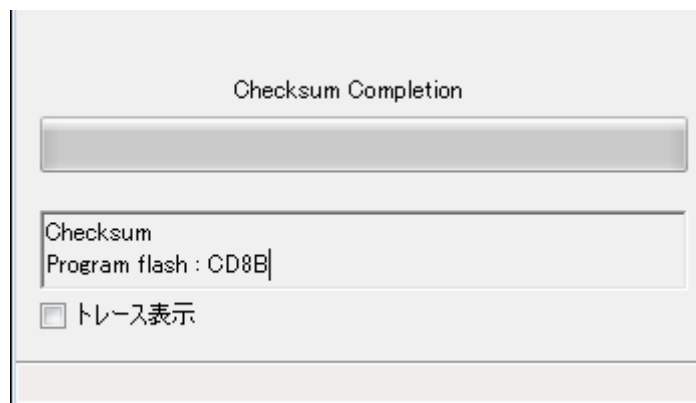 Checksum Completion
Checksum
Program flash : CD8B
トレース表示